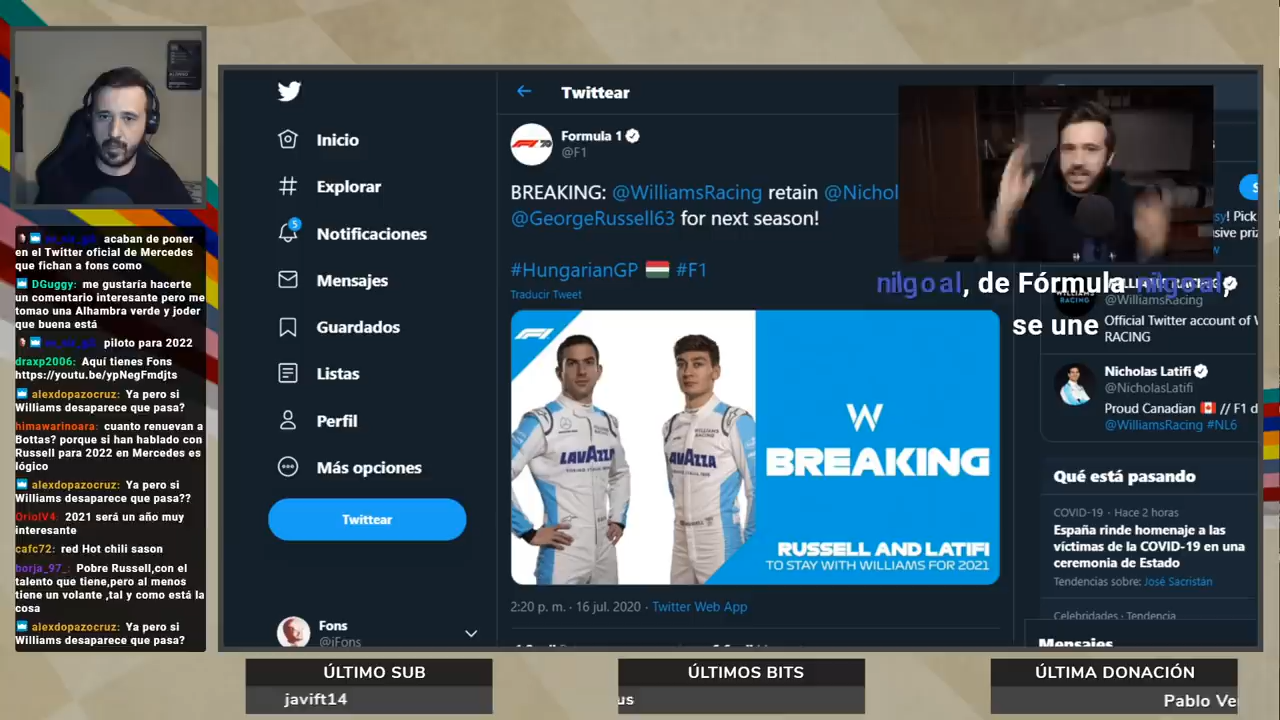 acaban de poner
en el Twitter oficial de Mercedes
que fichan a fons como
DGuggy: me gustaría hacerte
un comentario interesante pero me
tomao una Alhambra verde y joder
que buena está
piloto para 2022
draxp2006: Aquí tienes Fons
https://youtu.be/ypNegFmdjts
alexdopazocruz: Ya pero si
Williams desaparece que pasa?
himawarinoara: cuanto renuevan a
Bottas? porque si han hablado con
Russell para 2022 en Mercedes es
lógico
alexdopazocruz: Ya pero si
Williams desaparece que pasa??
OriolV4: 2021 será un año muy
interesante
cafc72: red Hot chili sason
borja_97_: Pobre Russell,con el
talento que tiene,pero al menos
tiene un volante ,tal y como está la
cosa
alexdopazocruz: Ya pero si
Williams desaparece que pasa?
Inicio
Explorar
5
Notificaciones
Mensajes
Guardados
Listas
Perfil
Más opciones
Twittear
Fons
@iFons
Twittear
Formula 1
@F1
BREAKING: @WilliamsRacing retain @Nichol
@GeorgeRussell63 for next season!
#HungarianGP #F1
Traducir Tweet
LAVAZZA
LAVAZZA
W
BREAKING
RUSSELL AND LATIFI
TO STAY WITH WILLIAMS FOR 2021
2:20 p. m. · 16 jul. 2020 · Twitter Web App
nilgoal, de Fórmula nilgoal,
se une
S
! Pick
sive priz
@WilliamsRacing
Official Twitter account of
RACING
Nicholas Latifi
@NicholasLatifi
Proud Canadian // F1 d
@WilliamsRacing #NL6
Qué está pasando
COVID-19 · Hace 2 horas
España rinde homenaje a las
víctimas de la COVID-19 en una
ceremonia de Estado
Tendencias sobre: José Sacristán
Celebridades · Tendencia
Mensajes
ÚLTIMO SUB
javift14
ÚLTIMOS BITS
us
ÚLTIMA DONACIÓN
Pablo Ve